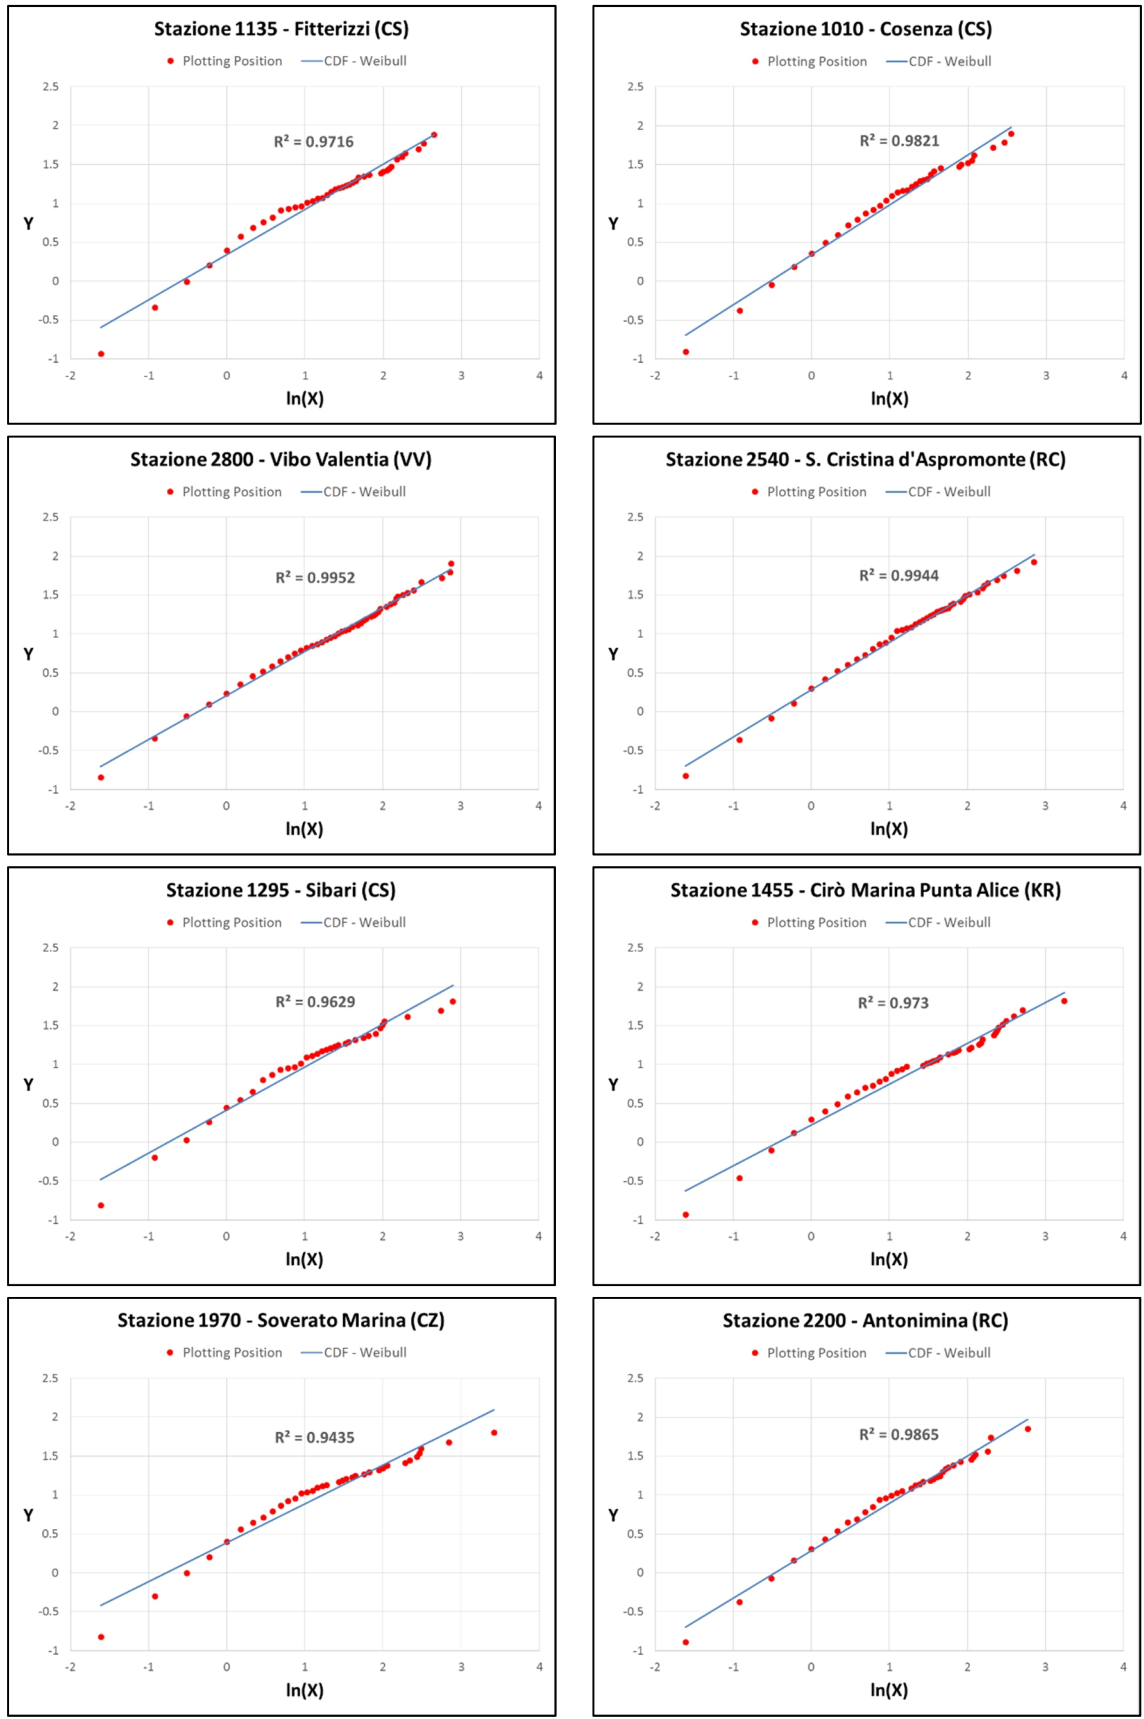 Stazione 1135 - Fitterizzi (CS)
Plotting Position CDF - Weibull
2.5
2
1.5
1
0.5
0
-0.5
-1
Y
R² = 0.9716
-2 -1 0 1 2 3 4
ln(X)
Stazione 1010 - Cosenza (CS)
Plotting Position CDF - Weibull
2.5
2
1.5
1
0.5
0
-0.5
-1
Y
R² = 0.9821
-2 -1 0 1 2 3 4
ln(X)
Stazione 2800 - Vibo Valentia (VV)
Plotting Position CDF - Weibull
2.5
2
1.5
1
0.5
0
-0.5
-1
Y
R² = 0.9952
-2 -1 0 1 2 3 4
ln(X)
Stazione 2540 - S. Cristina d'Aspromonte (RC)
Plotting Position CDF - Weibull
2.5
2
1.5
1
0.5
0
-0.5
-1
Y
R² = 0.9944
-2 -1 0 1 2 3 4
ln(X)
Stazione 1295 - Sibari (CS)
Plotting Position CDF - Weibull
2.5
2
1.5
1
0.5
0
-0.5
-1
Y
R² = 0.9629
-2 -1 0 1 2 3 4
ln(X)
Stazione 1455 - Cirò Marina Punta Alice (KR)
Plotting Position CDF - Weibull
2.5
2
1.5
1
0.5
0
-0.5
-1
Y
R² = 0.973
-2 -1 0 1 2 3 4
ln(X)
Stazione 1970 - Soverato Marina (CZ)
Plotting Position CDF - Weibull
2.5
2
1.5
1
0.5
0
-0.5
-1
Y
R² = 0.9435
-2 -1 0 1 2 3 4
ln(X)
Stazione 2200 - Antonimina (RC)
Plotting Position CDF - Weibull
2.5
2
1.5
1
0.5
0
-0.5
-1
Y
R² = 0.9865
-2 -1 0 1 2 3 4
ln(X)